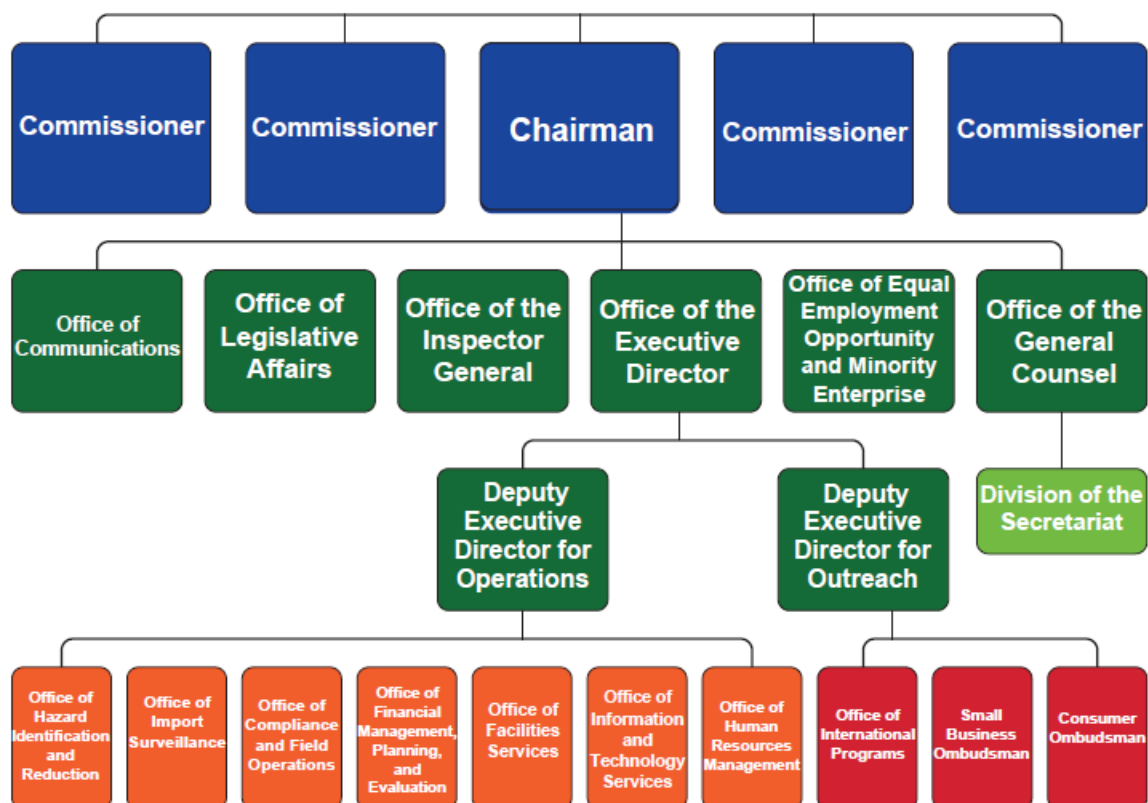 Commissioner
Commissioner
Chairman
Commissioner
Commissioner
Office of
Communications
Office of
Legislative
Affairs
Office of the
Inspector
General
Office of the
Executive
Director
Office of Equal
Employment
Opportunity
and Minority
Enterprise
Office of the
General
Counsel
Deputy
Executive
Director for
Operations
Deputy
Executive
Director for
Outreach
Division of the
Secretariat
Office of
Hazard
Identification
and
Reduction
Office of
Import
Surveillance
Office of
Compliance
and Field
Operations
Office of
Financial
Management,
Planning,
and
Evaluation
Office of
Facilities
Services
Office of
Information
and
Technology
Services
Office of
Human
Resources
Management
Office of
International
Programs
Small
Business
Ombudsman
Consumer
Ombudsman